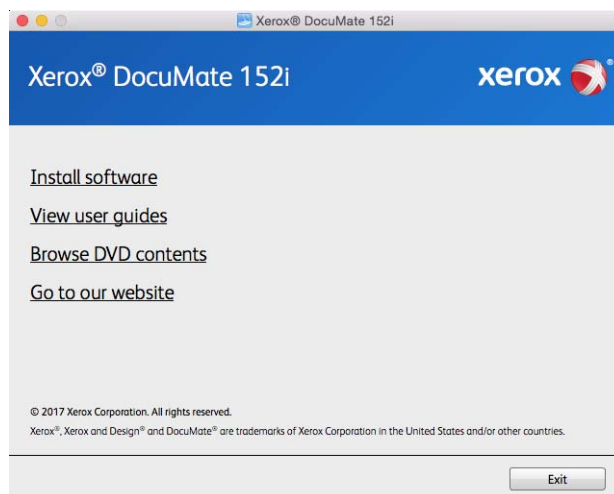 Xerox® DocuMate 152i
Xerox® DocuMate 152i
xerox®
Install software
View user guides
Browse DVD contents
Go to our website
© 2017 Xerox Corporation. All rights reserved.
Xerox®, Xerox and Design® and DocuMate® are trademarks of Xerox Corporation in the United States and/or other countries.
Exit